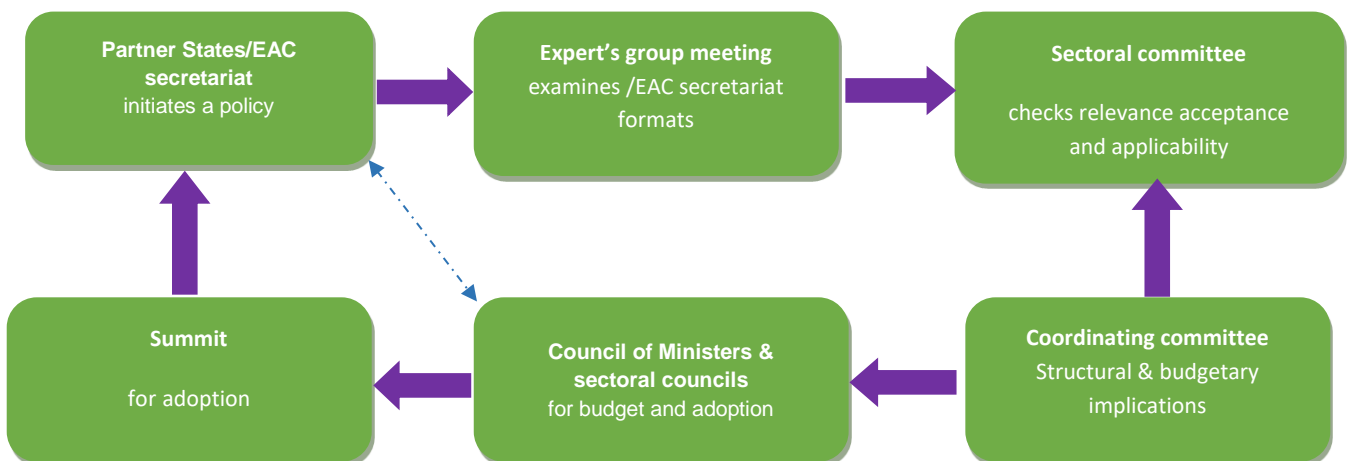 Partner States/EAC
secretariat
initiates a policy
Expert’s group meeting
examines /EAC secretariat
formats
Sectoral committee
checks relevance acceptance
and applicability
Summit
for adoption
Council of Ministers &
sectoral councils
for budget and adoption
Coordinating committee
Structural & budgetary
implications